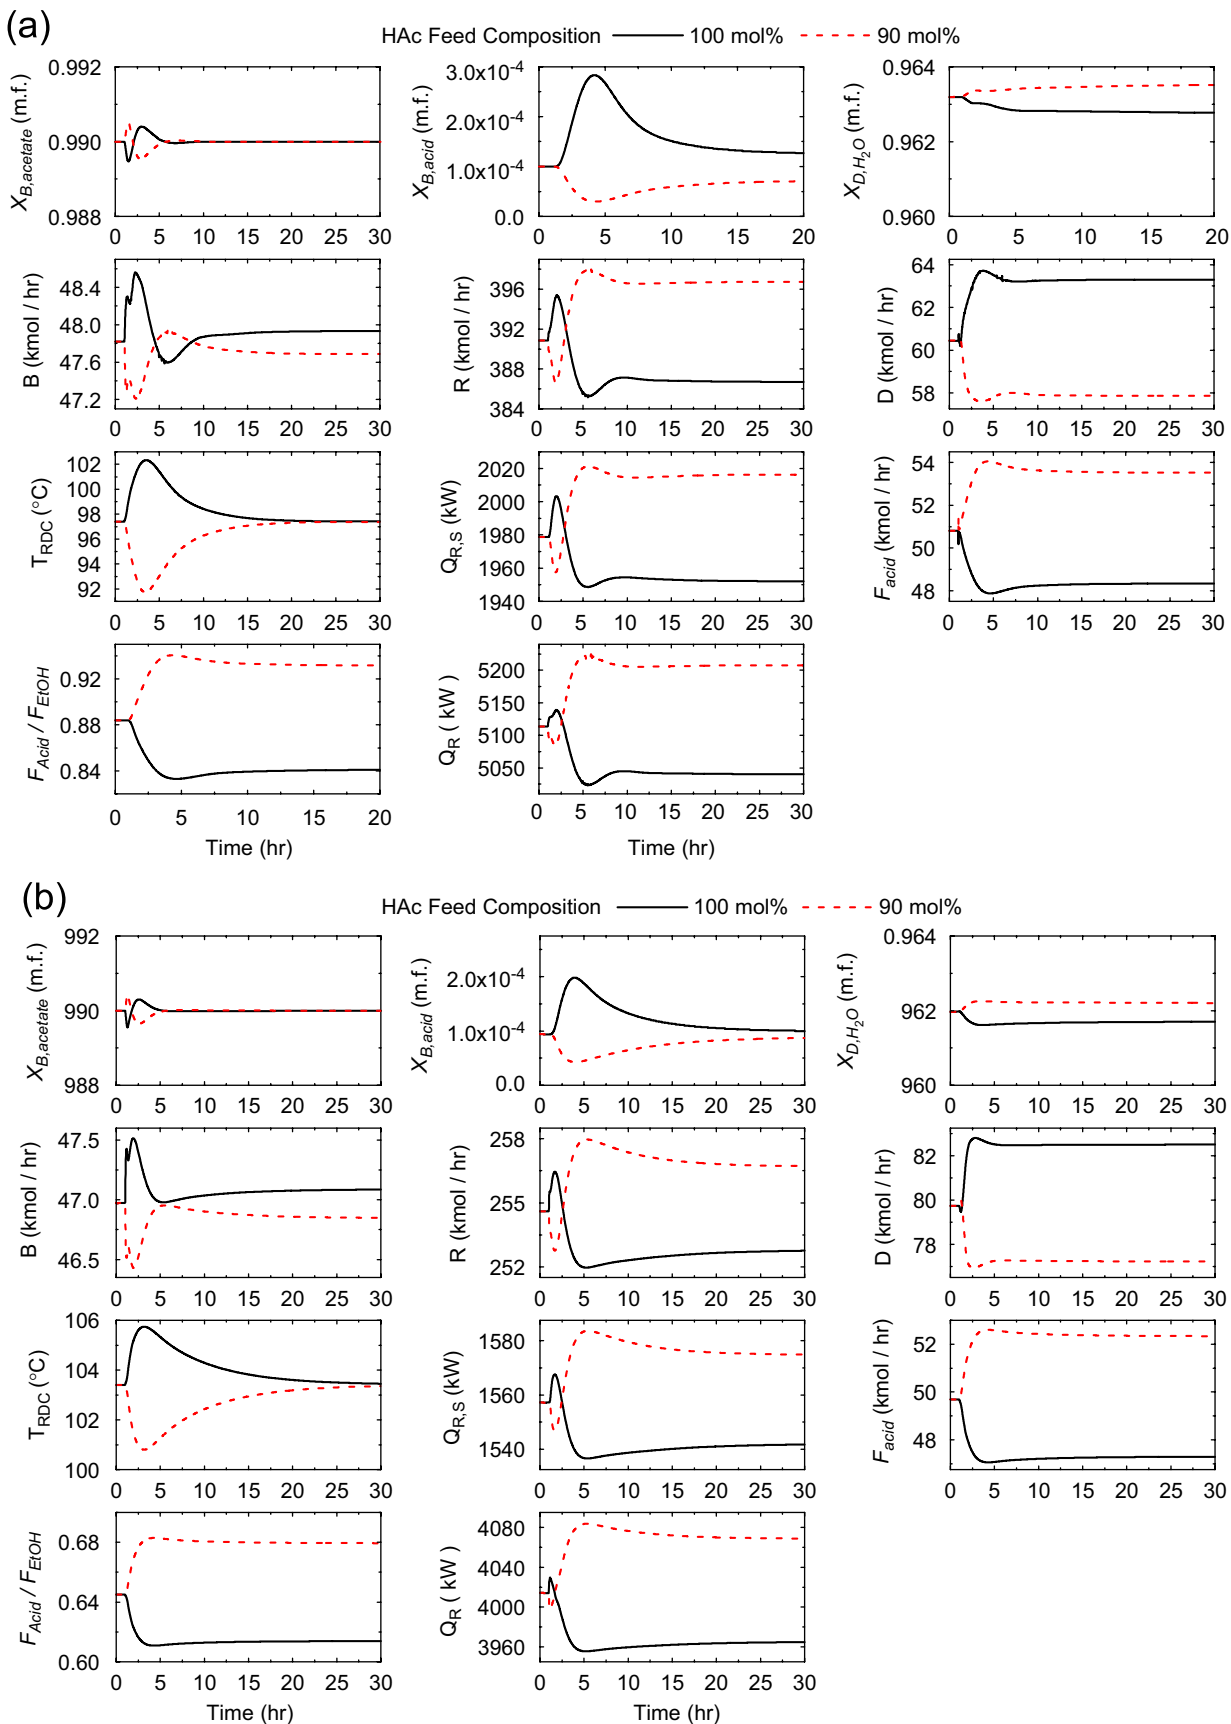 (a)
HAc Feed Composition 100 mol% 90 mol%
X_B,acetate (m.f.) 0.992 0.990 0.988
0 5 10 15 20 25 30
X_B,acid (m.f.) 3.0x10^-4 2.0x10^-4 1.0x10^-4 0.0
0 5 10 15 20
X_D,H2O (m.f.) 0.964 0.962 0.960
0 5 10 15 20
B (kmol / hr) 48.4 48.0 47.6 47.2
0 5 10 15 20 25 30
R (kmol / hr) 396 392 388 384
0 5 10 15 20 25 30
D (kmol / hr) 64 62 60 58
0 5 10 15 20 25 30
T_RDC (°C) 102 100 98 96 94 92
0 5 10 15 20 25 30
Q_R,S (kW) 2020 2000 1980 1960 1940
0 5 10 15 20 25 30
F_acid (kmol / hr) 54 52 50 48
0 5 10 15 20 25 30
F_Acid / F_EtOH 0.92 0.88 0.84
0 5 10 15 20
Time (hr)
Q_R ( kW ) 5200 5150 5100 5050
0 5 10 15 20 25 30
Time (hr)
(b)
HAc Feed Composition 100 mol% 90 mol%
X_B,acetate (m.f.) 992 990 988
0 5 10 15 20 25 30
X_B,acid (m.f.) 2.0x10^-4 1.0x10^-4 0.0
0 5 10 15 20 25 30
X_D,H2O (m.f.) 0.964 962 960
0 5 10 15 20 25 30
B (kmol / hr) 47.5 47.0 46.5
0 5 10 15 20 25 30
R (kmol / hr) 258 255 252
0 5 10 15 20 25 30
D (kmol / hr) 82 80 78
0 5 10 15 20 25 30
T_RDC (°C) 106 104 102 100
0 5 10 15 20 25 30
Q_R,S (kW) 1580 1560 1540
0 5 10 15 20 25 30
F_acid (kmol / hr) 52 50 48
0 5 10 15 20 25 30
F_Acid / F_EtOH 0.68 0.64 0.60
0 5 10 15 20 25 30
Time (hr)
Q_R ( kW ) 4080 4040 4000 3960
0 5 10 15 20 25 30
Time (hr)